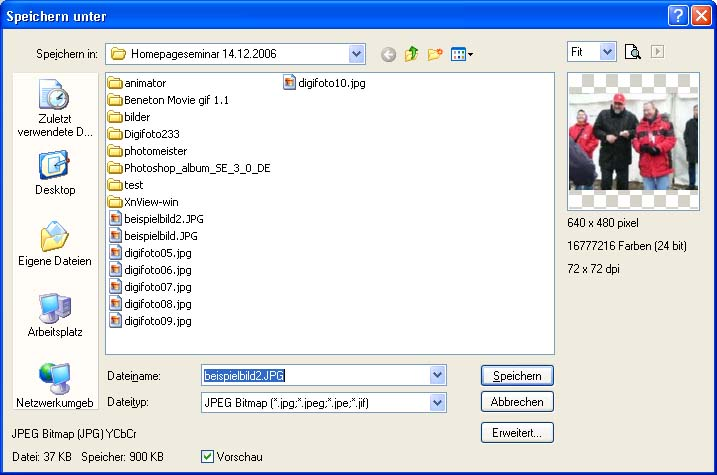 Speichern unter
Speichern in: Homepageseminar 14.12.2006
Fit
Zuletzt
verwendete D...
Desktop
Eigene Dateien
Arbeitsplatz
Netzwerkumgeb
animator
Beneton Movie gif 1.1
bilder
Digifoto233
photomeister
Photoshop_album_SE_3_0_DE
test
XnView-win
beispielbild2.JPG
beispielbild.JPG
digifoto05.jpg
digifoto06.jpg
digifoto07.jpg
digifoto08.jpg
digifoto09.jpg
digifoto10.jpg
640 x 480 pixel
16777216 Farben (24 bit)
72 x 72 dpi
Dateiname: beispielbild2.JPG
Speichern
Dateityp: JPEG Bitmap (*.jpg;*.jpeg;*.jpe;*.jif)
Abbrechen
Erweitert...
JPEG Bitmap (JPG) YCbCr
Datei: 37 KB Speicher: 900 KB
Vorschau